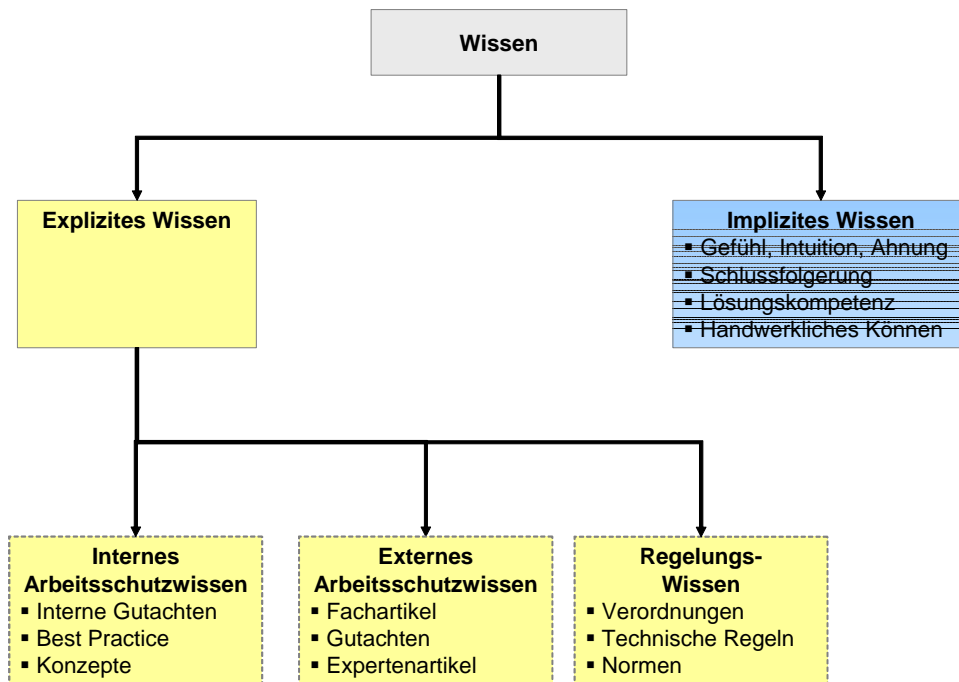 Wissen
Explizites Wissen
Implizites Wissen
▪ Gefühl, Intuition, Ahnung
▪ Schlussfolgerung
▪ Lösungskompetenz
▪ Handwerkliches Können
Internes
Arbeitsschutzwissen
▪ Interne Gutachten
▪ Best Practice
▪ Konzepte
Externes
Arbeitsschutzwissen
▪ Fachartikel
▪ Gutachten
▪ Expertenartikel
Regelungs-
Wissen
▪ Verordnungen
▪ Technische Regeln
▪ Normen